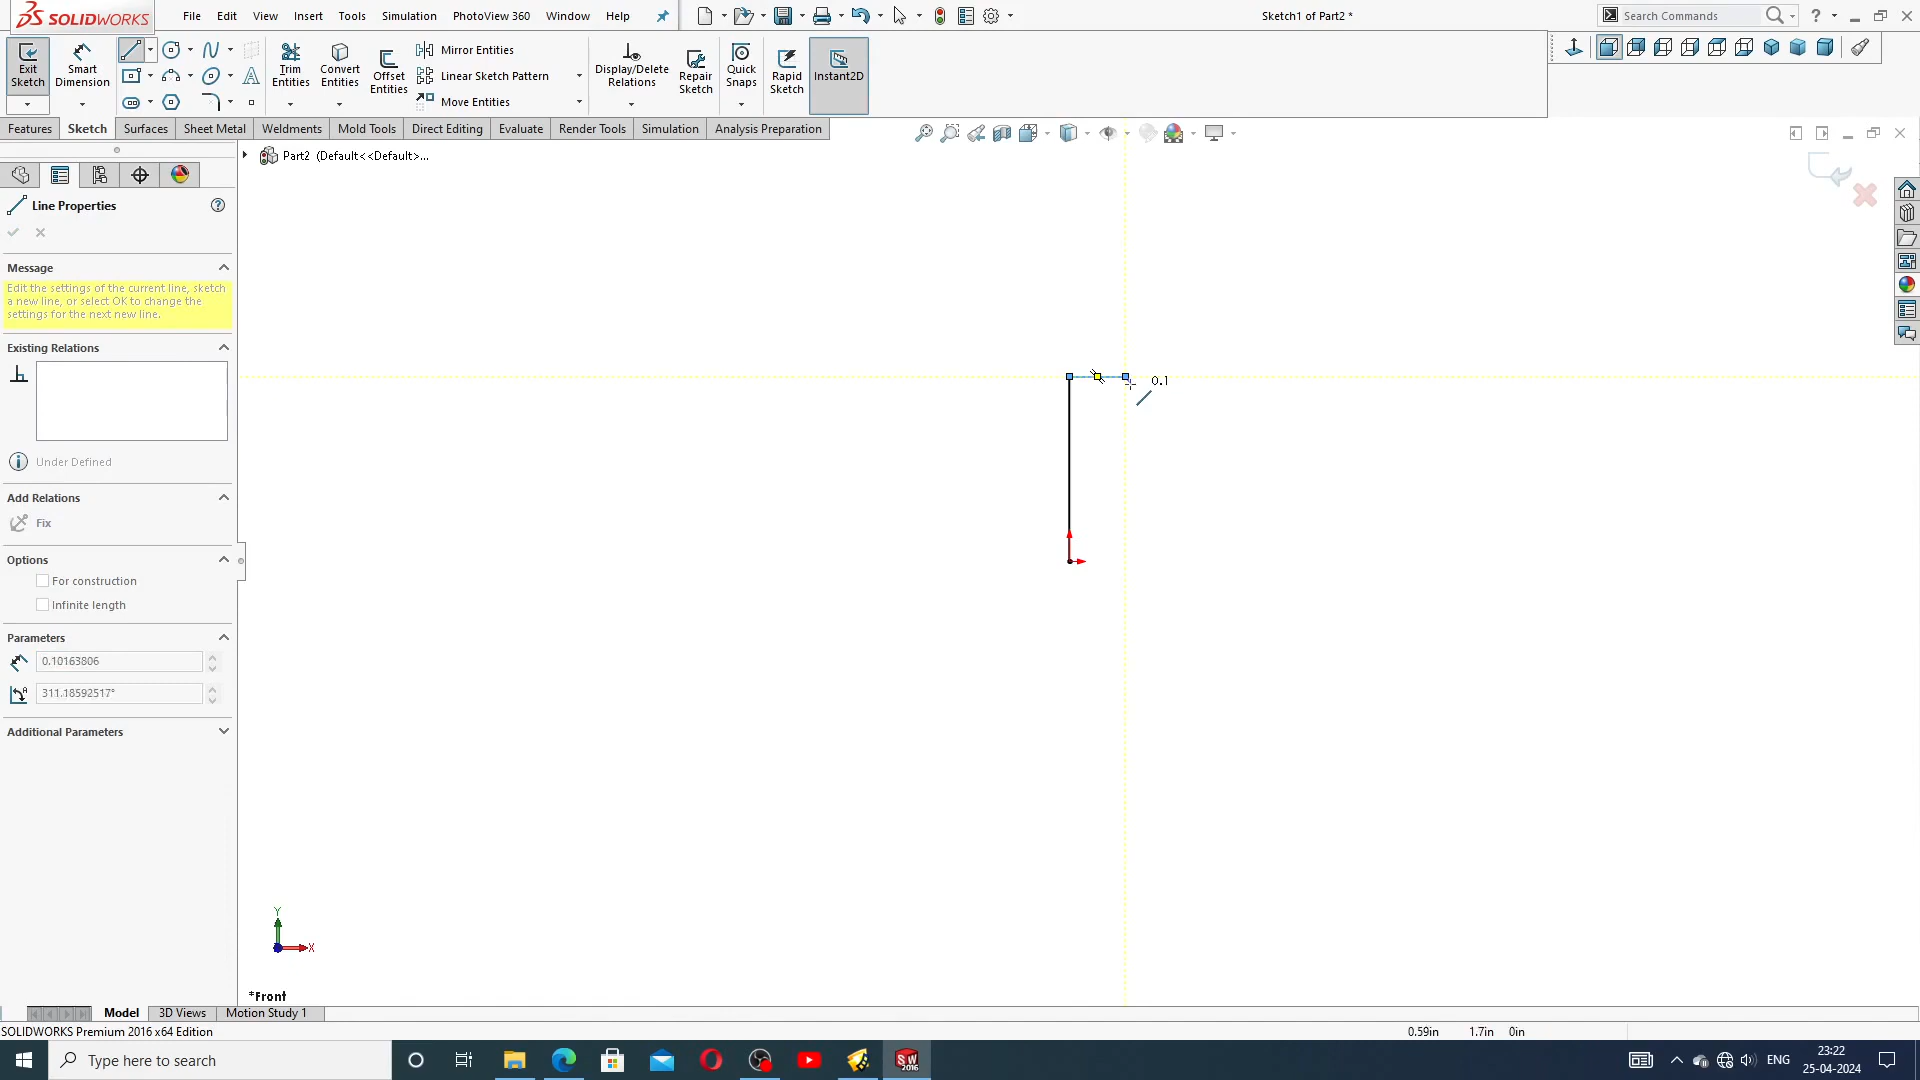 SOLIDWORKS
File Edit View Insert Tools Simulation PhotoView 360 Window Help
Sketch1 of Part2 *
Search Commands
Exit Sketch
Smart Dimension
Trim Entities
Convert Entities
Offset Entities
Mirror Entities
Linear Sketch Pattern
Move Entities
Display/Delete Relations
Repair Sketch
Quick Snaps
Rapid Sketch
Instant2D
Features Sketch Surfaces Sheet Metal Weldments Mold Tools Direct Editing Evaluate Render Tools Simulation Analysis Preparation
Part2 (Default<<Default>...
Line Properties
Message
Edit the settings of the current line, sketch
a new line, or select OK to change the
settings for the next new line.
Existing Relations
Under Defined
Add Relations
Fix
Options
For construction
Infinite length
Parameters
0.10163806
311.18592517°
Additional Parameters
0.1
Y
X
*Front
Model 3D Views Motion Study 1
SOLIDWORKS Premium 2016 x64 Edition
0.59in 1.7in 0in
Type here to search
SW
2016
ENG
23:22
25-04-2024